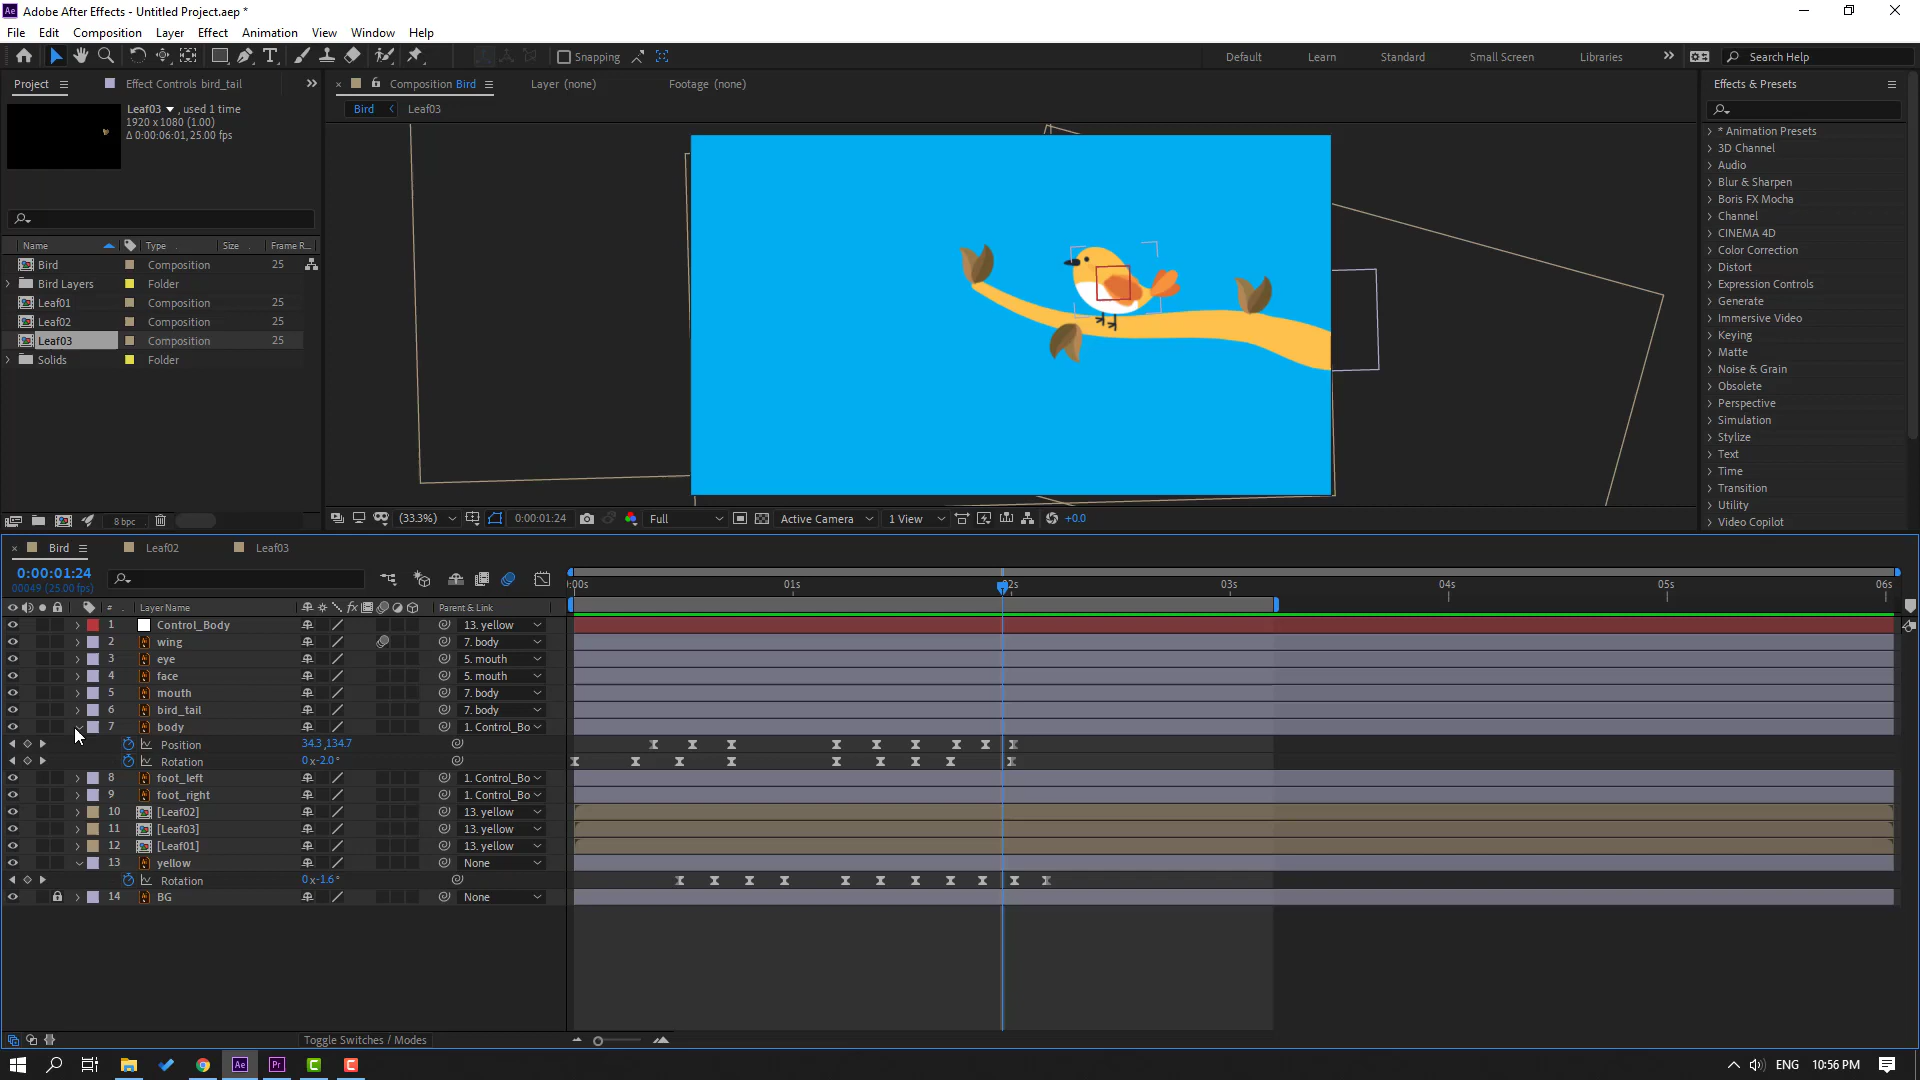 Adobe After Effects - Untitled Project.aep *
File Edit Composition Layer Effect Animation View Window Help
Snapping
Default Learn Standard Small Screen Libraries
Search Help
Project
Effect Controls bird_tail
Leaf03 , used 1 time
1920 x 1080 (1.00)
Δ 0:00:06:01, 25.00 fps
Name Type Size Frame R...
Bird Composition 25
Bird Layers Folder
Leaf01 Composition 25
Leaf02 Composition 25
Leaf03 Composition 25
Solids Folder
8 bpc
Composition Bird
Layer (none)
Footage (none)
Bird Leaf03
(33.3%) 0:00:01:24 Full Active Camera 1 View +0.0
Effects & Presets
* Animation Presets
3D Channel
Audio
Blur & Sharpen
Boris FX Mocha
Channel
CINEMA 4D
Color Correction
Distort
Expression Controls
Generate
Immersive Video
Keying
Matte
Noise & Grain
Obsolete
Perspective
Simulation
Stylize
Text
Time
Transition
Utility
Video Copilot
Bird Leaf02 Leaf03
0:00:01:24
00049 (25.00 fps)
:00s 01s 02s 03s 04s 05s 06s
# Layer Name fx Parent & Link
1 Control_Body 13. yellow
2 wing 7. body
3 eye 5. mouth
4 face 5. mouth
5 mouth 7. body
6 bird_tail 7. body
7 body 1. Control_Bo
Position 34.3,134.7
Rotation 0x-2.0°
8 foot_left 1. Control_Bo
9 foot_right 1. Control_Bo
10 [Leaf02] 13. yellow
11 [Leaf03] 13. yellow
12 [Leaf01] 13. yellow
13 yellow None
Rotation 0x-1.6°
14 BG None
Toggle Switches / Modes
Ae Pr C C
ENG 10:56 PM